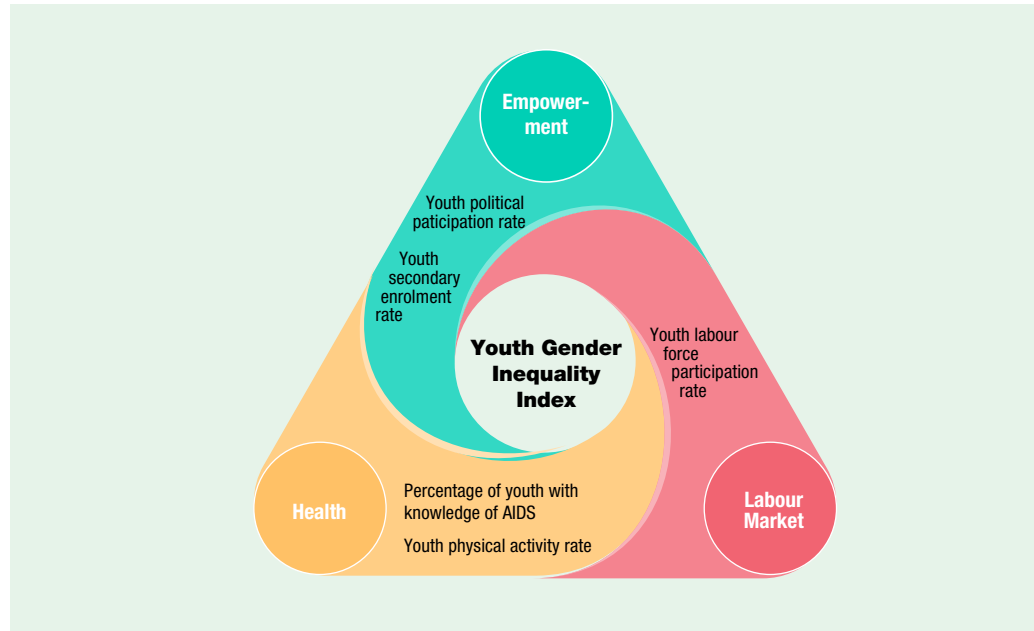 Empower-
ment
Youth political
paticipation rate
Youth
secondary
enrolment
rate
Youth Gender
Inequality
Index
Youth labour
force
participation
rate
Health
Percentage of youth with
knowledge of AIDS
Youth physical activity rate
Labour
Market